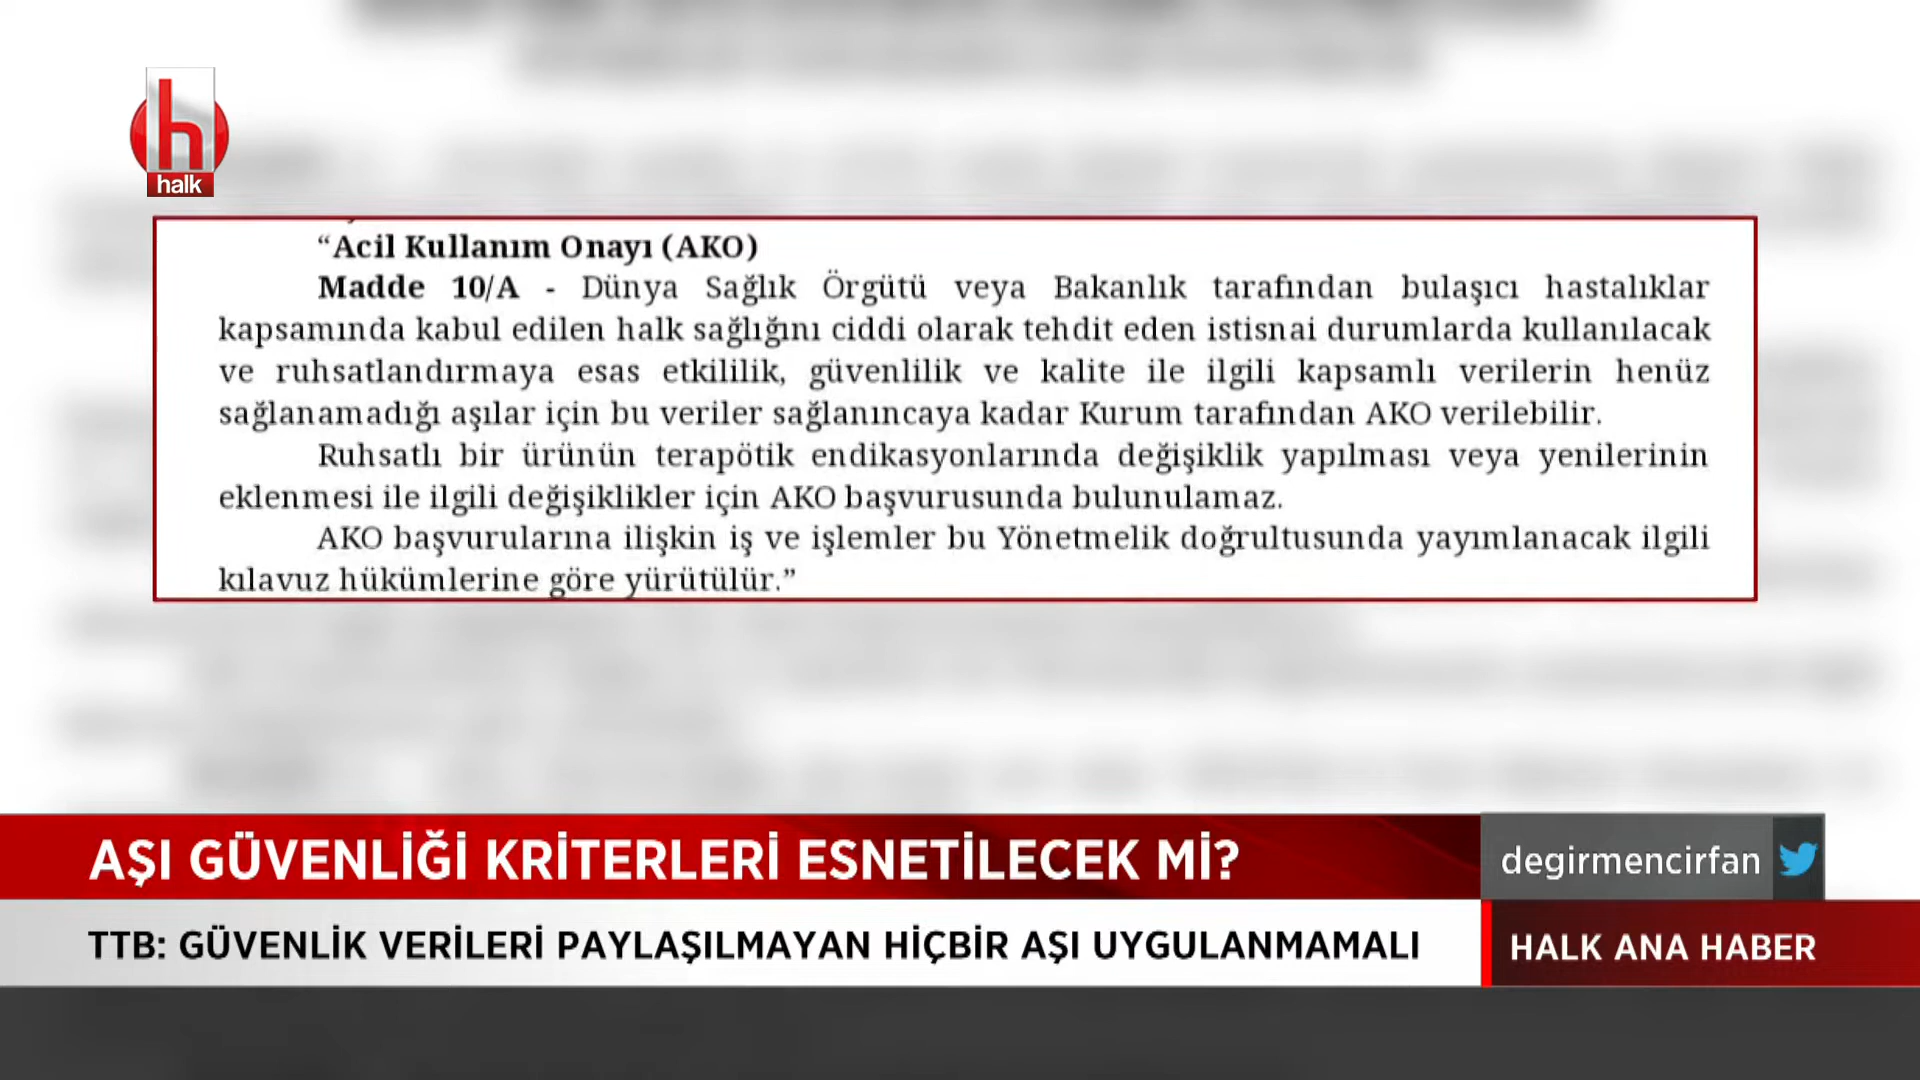 h
halk
“Acil Kullanım Onayı (AKO)
Madde 10/A - Dünya Sağlık Örgütü veya Bakanlık tarafından bulaşıcı hastalıklar
kapsamında kabul edilen halk sağlığını ciddi olarak tehdit eden istisnai durumlarda kullanılacak
ve ruhsatlandırmaya esas etkililik, güvenlilik ve kalite ile ilgili kapsamlı verilerin henüz
sağlanamadığı aşılar için bu veriler sağlanıncaya kadar Kurum tarafından AKO verilebilir.
Ruhsatlı bir ürünün terapötik endikasyonlarında değişiklik yapılması veya yenilerinin
eklenmesi ile ilgili değişiklikler için AKO başvurusunda bulunulamaz.
AKO başvurularına ilişkin iş ve işlemler bu Yönetmelik doğrultusunda yayımlanacak ilgili
kılavuz hükümlerine göre yürütülür.”
AŞI GÜVENLİĞİ KRİTERLERİ ESNETİLECEK Mİ?
degirmencirfan
TTB: GÜVENLİK VERİLERİ PAYLAŞILMAYAN HİÇBİR AŞI UYGULANMAMALI
HALK ANA HABER